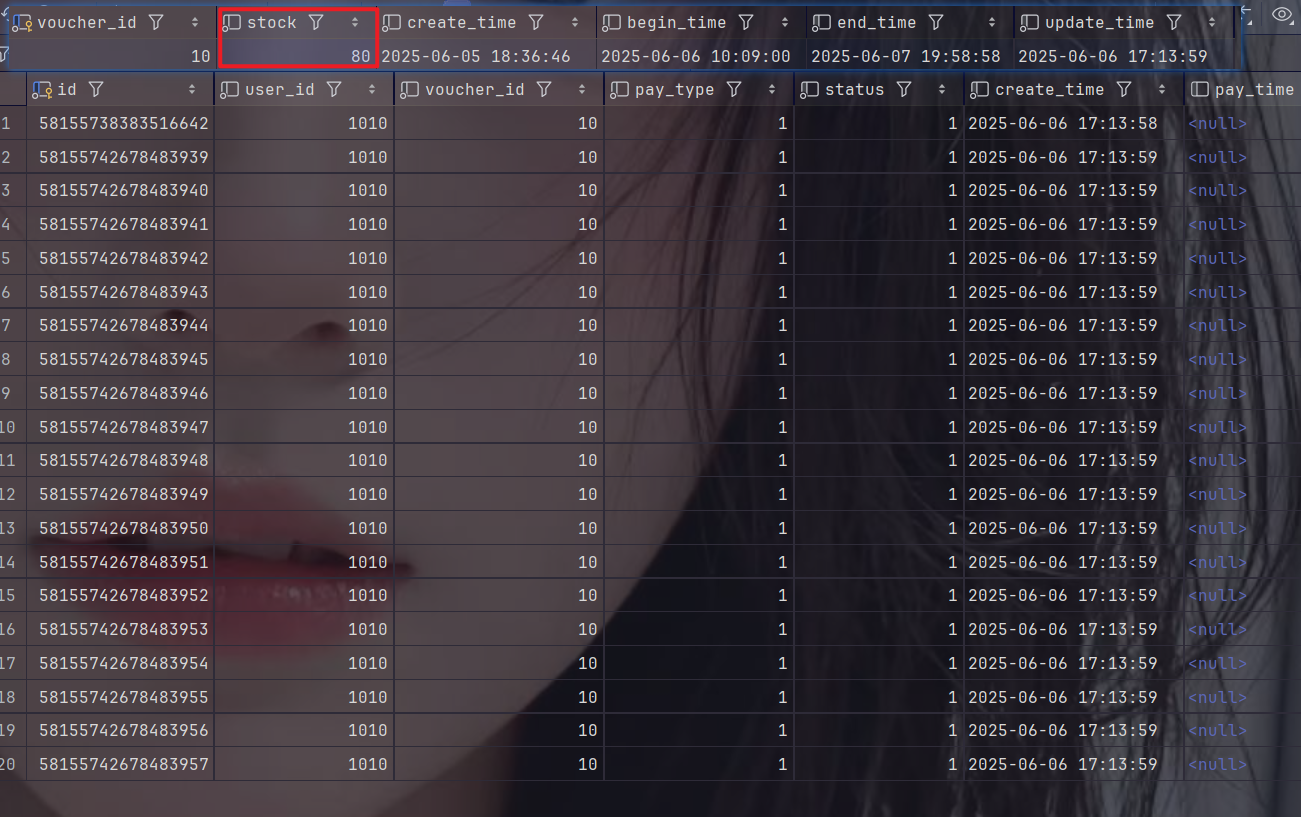 voucher_id stock create_time begin_time end_time update_time
10 80 2025-06-05 18:36:46 2025-06-06 10:09:00 2025-06-07 19:58:58 2025-06-06 17:13:59
id user_id voucher_id pay_type status create_time pay_time
1 58155738383516642 1010 10 1 1 2025-06-06 17:13:58 <null>
2 58155742678483939 1010 10 1 1 2025-06-06 17:13:59 <null>
3 58155742678483940 1010 10 1 1 2025-06-06 17:13:59 <null>
4 58155742678483941 1010 10 1 1 2025-06-06 17:13:59 <null>
5 58155742678483942 1010 10 1 1 2025-06-06 17:13:59 <null>
6 58155742678483943 1010 10 1 1 2025-06-06 17:13:59 <null>
7 58155742678483944 1010 10 1 1 2025-06-06 17:13:59 <null>
8 58155742678483945 1010 10 1 1 2025-06-06 17:13:59 <null>
9 58155742678483946 1010 10 1 1 2025-06-06 17:13:59 <null>
10 58155742678483947 1010 10 1 1 2025-06-06 17:13:59 <null>
11 58155742678483948 1010 10 1 1 2025-06-06 17:13:59 <null>
12 58155742678483949 1010 10 1 1 2025-06-06 17:13:59 <null>
13 58155742678483950 1010 10 1 1 2025-06-06 17:13:59 <null>
14 58155742678483951 1010 10 1 1 2025-06-06 17:13:59 <null>
15 58155742678483952 1010 10 1 1 2025-06-06 17:13:59 <null>
16 58155742678483953 1010 10 1 1 2025-06-06 17:13:59 <null>
17 58155742678483954 1010 10 1 1 2025-06-06 17:13:59 <null>
18 58155742678483955 1010 10 1 1 2025-06-06 17:13:59 <null>
19 58155742678483956 1010 10 1 1 2025-06-06 17:13:59 <null>
20 58155742678483957 1010 10 1 1 2025-06-06 17:13:59 <null>